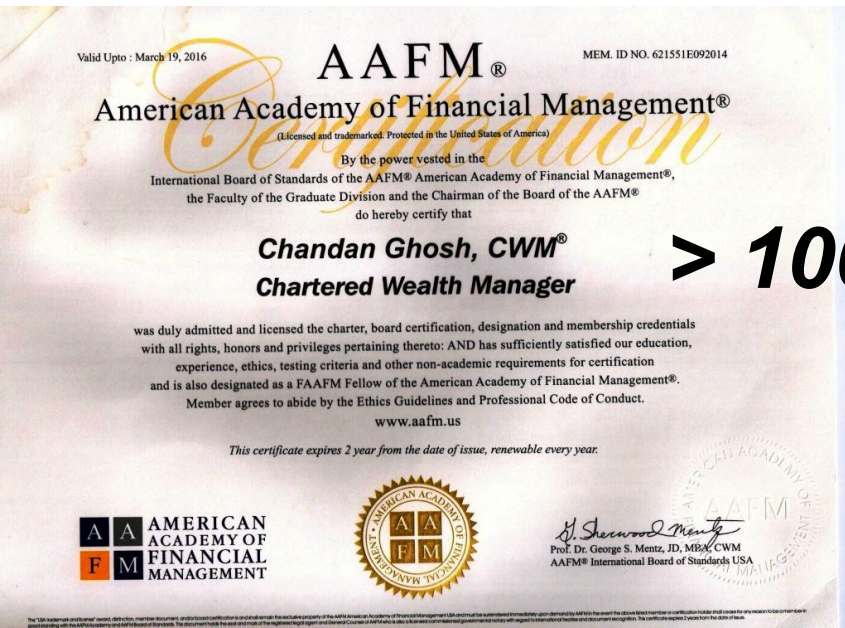 Valid Upto : March 19, 2016
AAFM®
MEM. ID NO. 621551E092014
American Academy of Financial Management®
(Licensed and trademarked. Protected in the United States of America)
Certification
By the power vested in the
International Board of Standards of the AAFM® American Academy of Financial Management®,
the Faculty of the Graduate Division and the Chairman of the Board of the AAFM®
do hereby certify that
Chandan Ghosh, CWM®
Chartered Wealth Manager
> 100
was duly admitted and licensed the charter, board certification, designation and membership credentials
with all rights, honors and privileges pertaining thereto: AND has sufficiently satisfied our education,
experience, ethics, testing criteria and other non-academic requirements for certification
and is also designated as a FAAFM Fellow of the American Academy of Financial Management®.
Member agrees to abide by the Ethics Guidelines and Professional Code of Conduct.
www.aafm.us
This certificate expires 2 year from the date of issue, renewable every year.
A A
F M
AMERICAN
ACADEMY OF
FINANCIAL
MANAGEMENT
AMERICAN ACADEMY OF FINANCIAL MANAGEMENT
A A
F M
G. Sherwood Mentz
Prof. Dr. George S. Mentz, JD, MBA, CWM
AAFM® International Board of Standards USA
AAFM